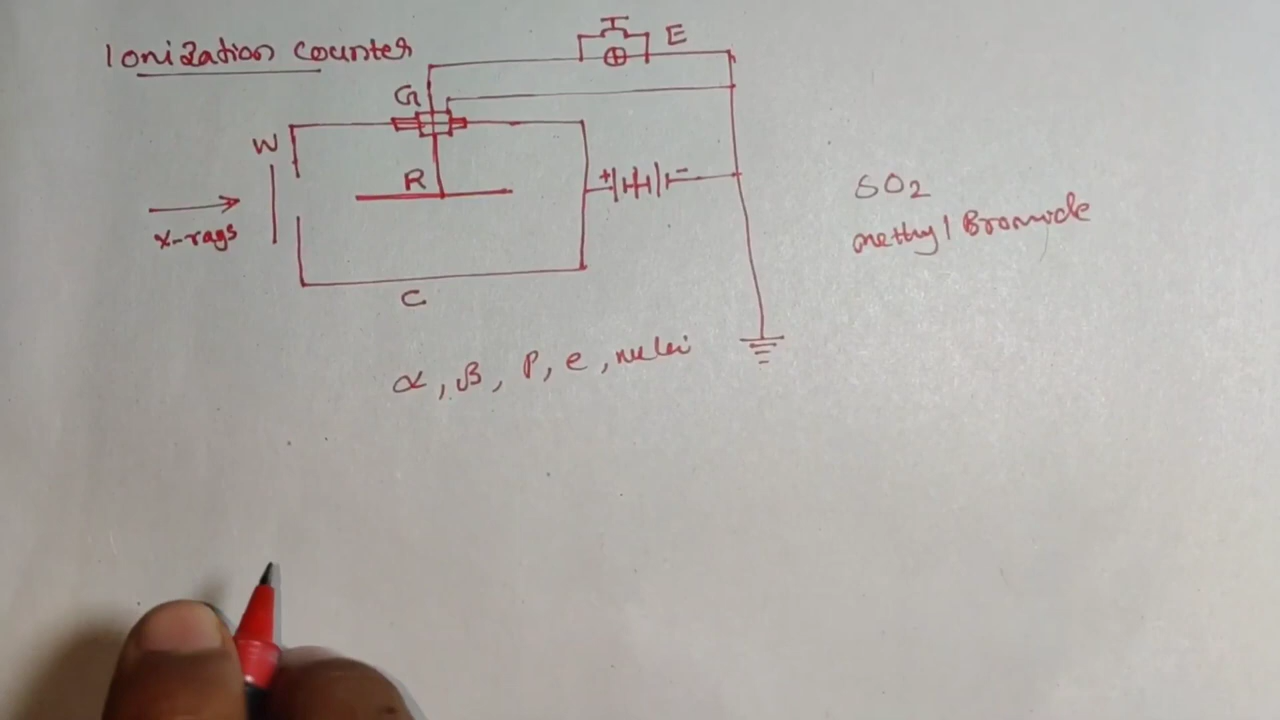 Ionization Counter
E
G
W
R
+ -
x-rays
C
SO2
methyl Bromide
α, β, P, e, nulei